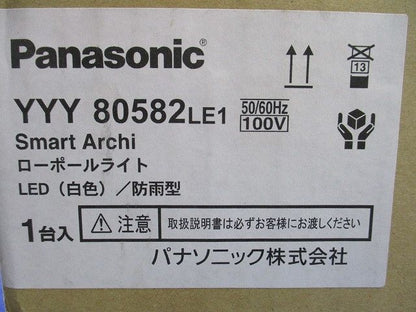 Panasonic®
13
YYY 80582LE1 50/60Hz 100V
Smart Archi
ローポールライト
LED（白色）／防雨型
1台入 注意 取扱説明書は必ずお客様にお渡しください
パナソニック株式会社